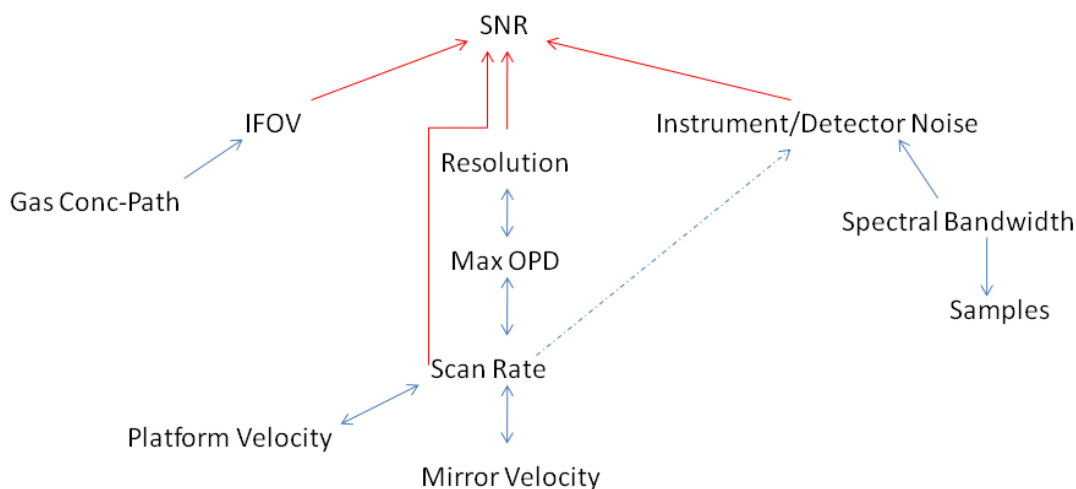 SNR
IFOV
Instrument/Detector Noise
Resolution
Gas Conc-Path
Spectral Bandwidth
Max OPD
Samples
Scan Rate
Platform Velocity
Mirror Velocity